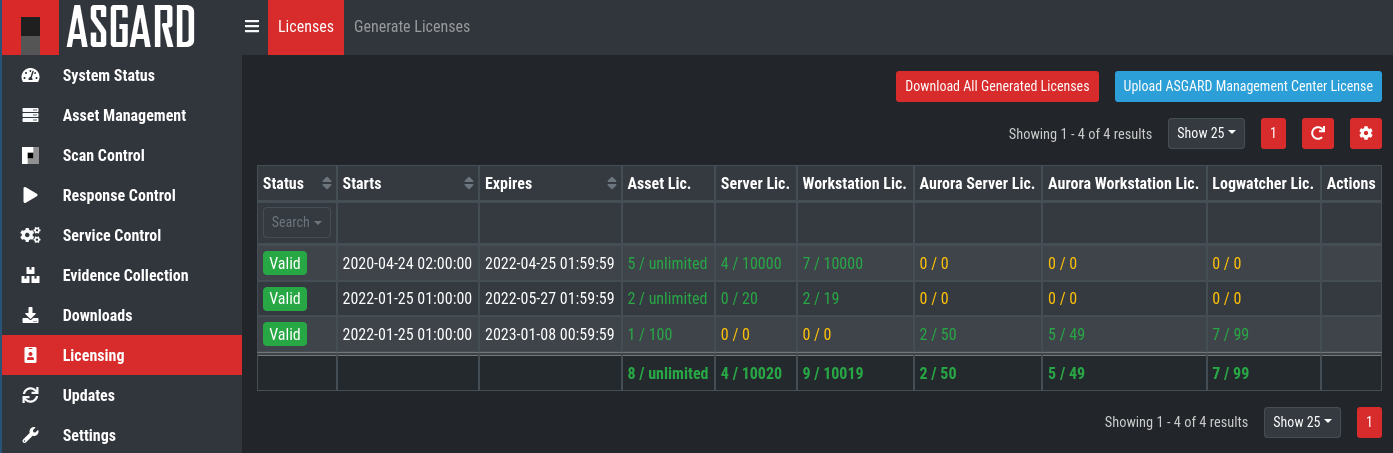 ASGARD
Licenses Generate Licenses
System Status
Asset Management
Scan Control
Response Control
Service Control
Evidence Collection
Downloads
Licensing
Updates
Settings
Download All Generated Licenses Upload ASGARD Management Center License
Showing 1 - 4 of 4 results Show 25 1
Status Starts Expires Asset Lic. Server Lic. Workstation Lic. Aurora Server Lic. Aurora Workstation Lic. Logwatcher Lic. Actions
Search
Valid 2020-04-24 02:00:00 2022-04-25 01:59:59 5 / unlimited 4 / 10000 7 / 10000 0 / 0 0 / 0 0 / 0
Valid 2022-01-25 01:00:00 2022-05-27 01:59:59 2 / unlimited 0 / 20 2 / 19 0 / 0 0 / 0 0 / 0
Valid 2022-01-25 01:00:00 2023-01-08 00:59:59 1 / 100 0 / 0 0 / 0 2 / 50 5 / 49 7 / 99
8 / unlimited 4 / 10020 9 / 10019 2 / 50 5 / 49 7 / 99
Showing 1 - 4 of 4 results Show 25 1